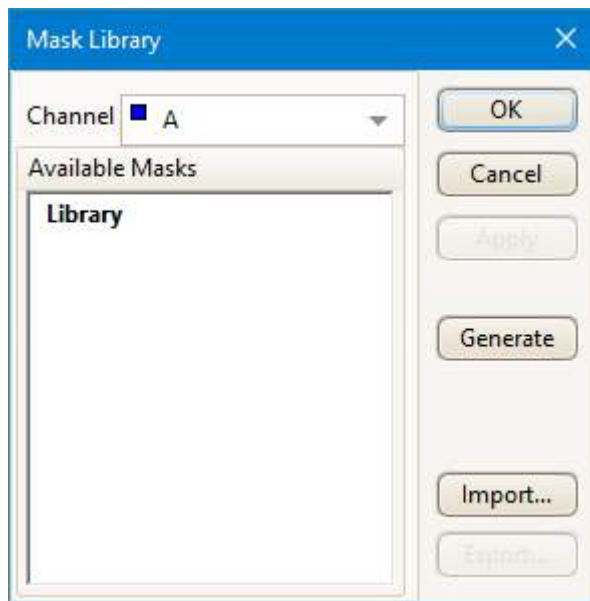 Mask Library
Channel A
OK
Available Masks
Cancel
Library
Apply
Generate
Import...
Export...